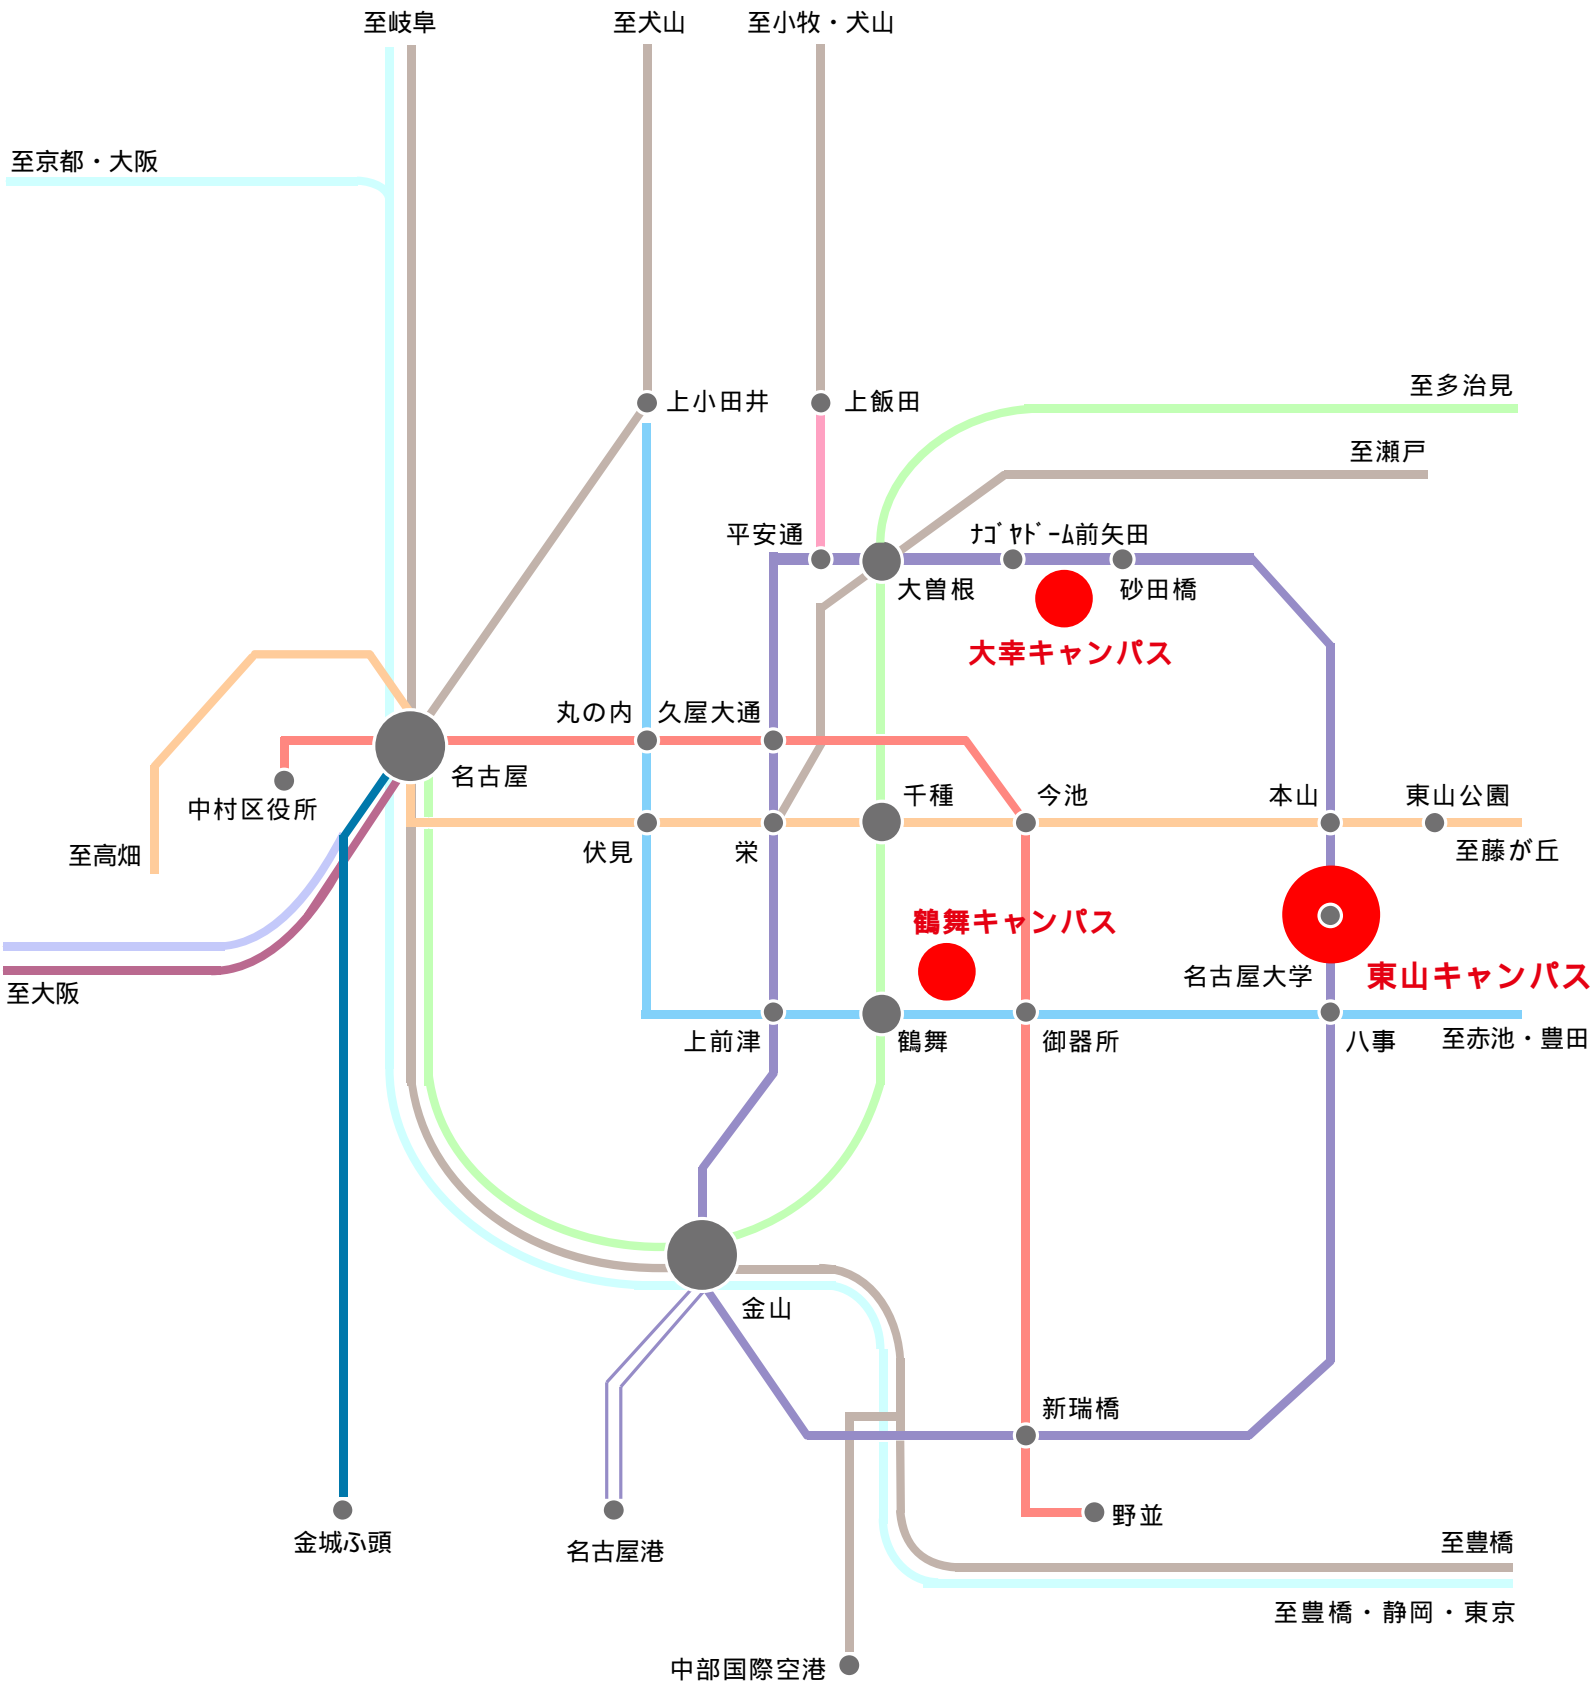 至岐阜
至犬山
至小牧・犬山
至京都・大阪
至多治見
上小田井
上飯田
至瀬戸
平安通
ﾅｺﾞﾔﾄﾞｰﾑ前矢田
大曽根
砂田橋
大幸キャンパス
丸の内
久屋大通
名古屋
千種
今池
本山
東山公園
中村区役所
至高畑
伏見
栄
至藤が丘
鶴舞キャンパス
名古屋大学
東山キャンパス
至大阪
上前津
鶴舞
御器所
八事
至赤池・豊田
金山
新瑞橋
野並
金城ふ頭
名古屋港
至豊橋
至豊橋・静岡・東京
中部国際空港